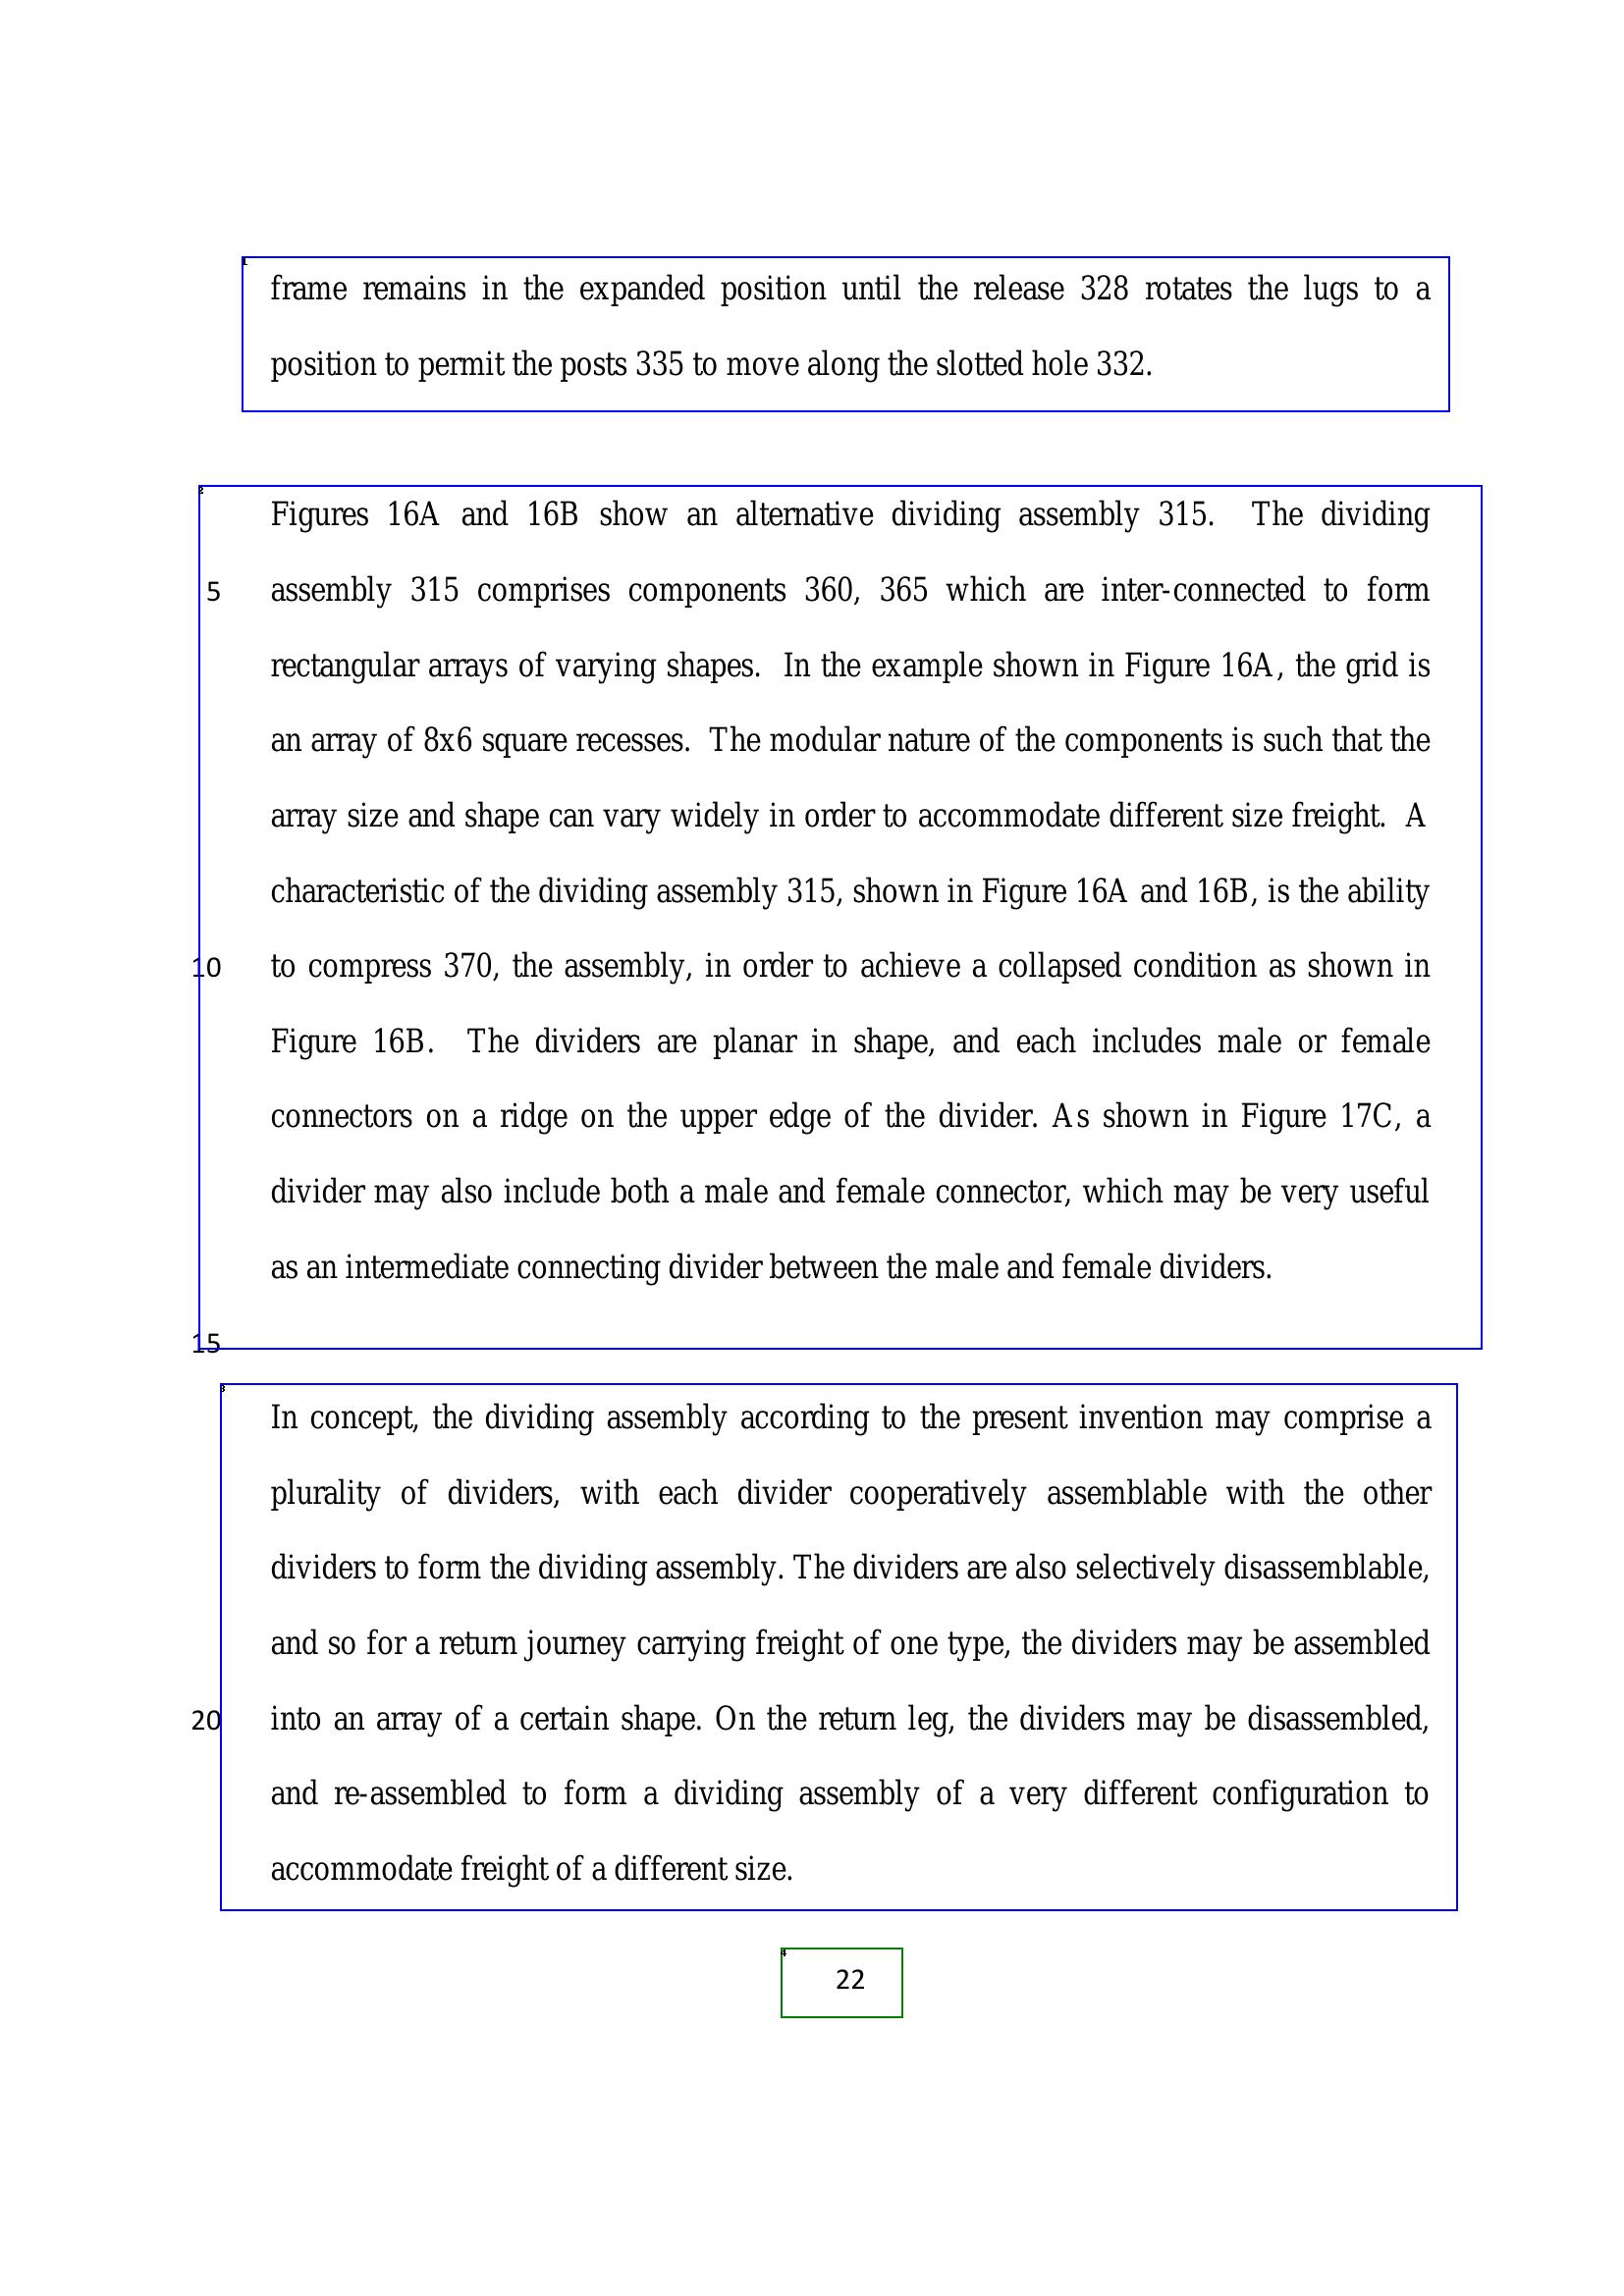 1
frame remains in the expanded position until the release 328 rotates the lugs to a
position to permit the posts 335 to move along the slotted hole 332.
2
Figures 16A and 16B show an alternative dividing assembly 315. The dividing
5 assembly 315 comprises components 360, 365 which are inter-connected to form
rectangular arrays of varying shapes. In the example shown in Figure 16A, the grid is
an array of 8x6 square recesses. The modular nature of the components is such that the
array size and shape can vary widely in order to accommodate different size freight. A
characteristic of the dividing assembly 315, shown in Figure 16A and 16B, is the ability
10 to compress 370, the assembly, in order to achieve a collapsed condition as shown in
Figure 16B. The dividers are planar in shape, and each includes male or female
connectors on a ridge on the upper edge of the divider. As shown in Figure 17C, a
divider may also include both a male and female connector, which may be very useful
as an intermediate connecting divider between the male and female dividers.
15
3
In concept, the dividing assembly according to the present invention may comprise a
plurality of dividers, with each divider cooperatively assemblable with the other
dividers to form the dividing assembly. The dividers are also selectively disassemblable,
and so for a return journey carrying freight of one type, the dividers may be assembled
20 into an array of a certain shape. On the return leg, the dividers may be disassembled,
and re-assembled to form a dividing assembly of a very different configuration to
accommodate freight of a different size.
4
22